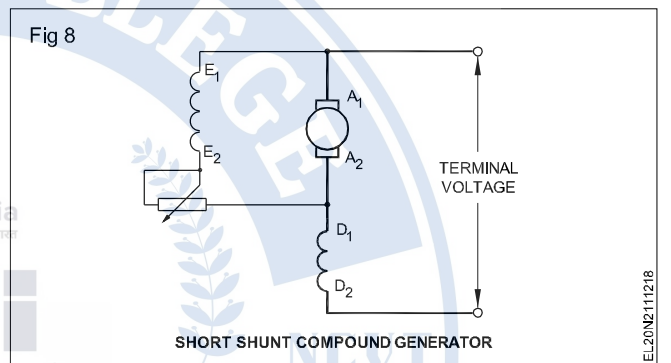 Fig 8
E1
A1
E2
A2
TERMINAL
VOLTAGE
D1
D2
SHORT SHUNT COMPOUND GENERATOR
EL20N2111218